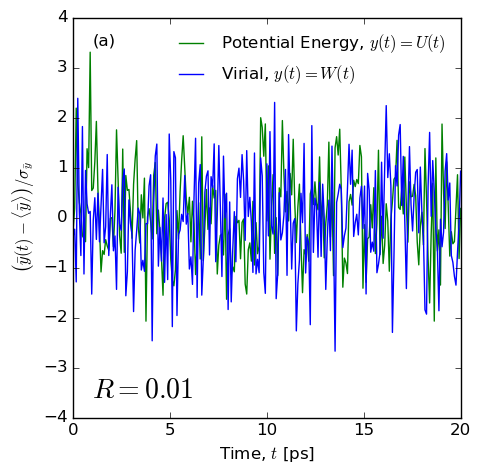 (a)
Potential Energy, y(t) = U(t)
Virial, y(t) = W(t)
4
3
2
1
0
−1
−2
−3
−4
(ỹ(t) − ⟨ỹ⟩)/σ_ỹ
R = 0.01
0 5 10 15 20
Time, t [ps]